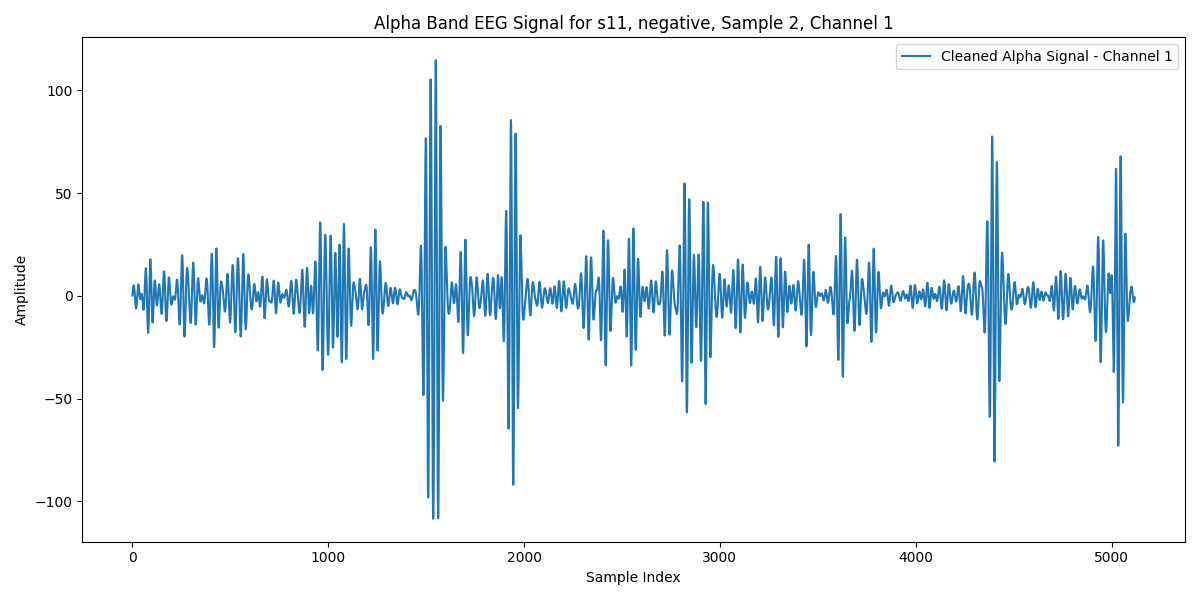 Alpha Band EEG Signal for s11, negative, Sample 2, Channel 1
Cleaned Alpha Signal - Channel 1
Amplitude
100
50
0
−50
−100
0 1000 2000 3000 4000 5000
Sample Index